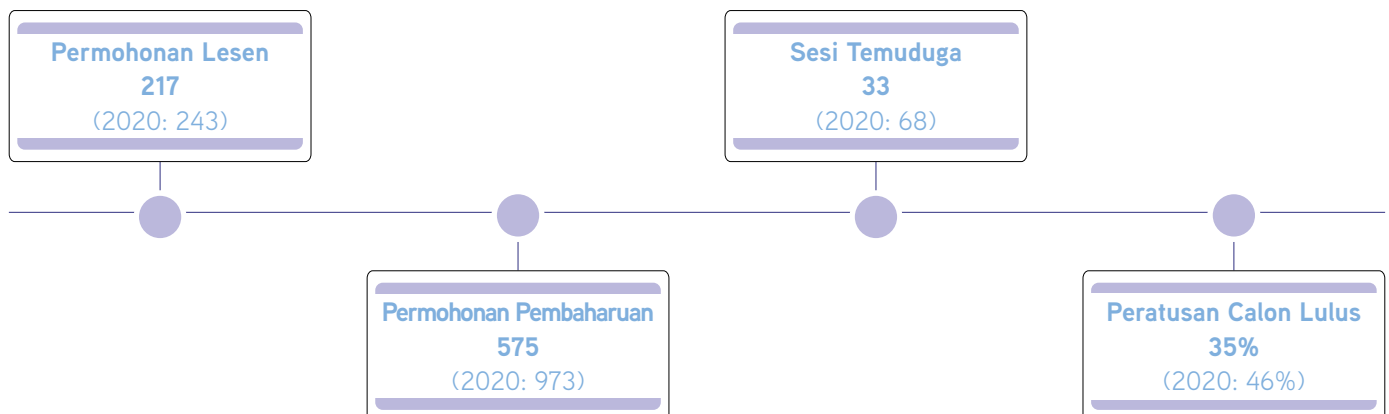 Permohonan Lesen
217
(2020: 243)
Sesi Temuduga
33
(2020: 68)
Permohonan Pembaharuan
575
(2020: 973)
Peratusan Calon Lulus
35%
(2020: 46%)